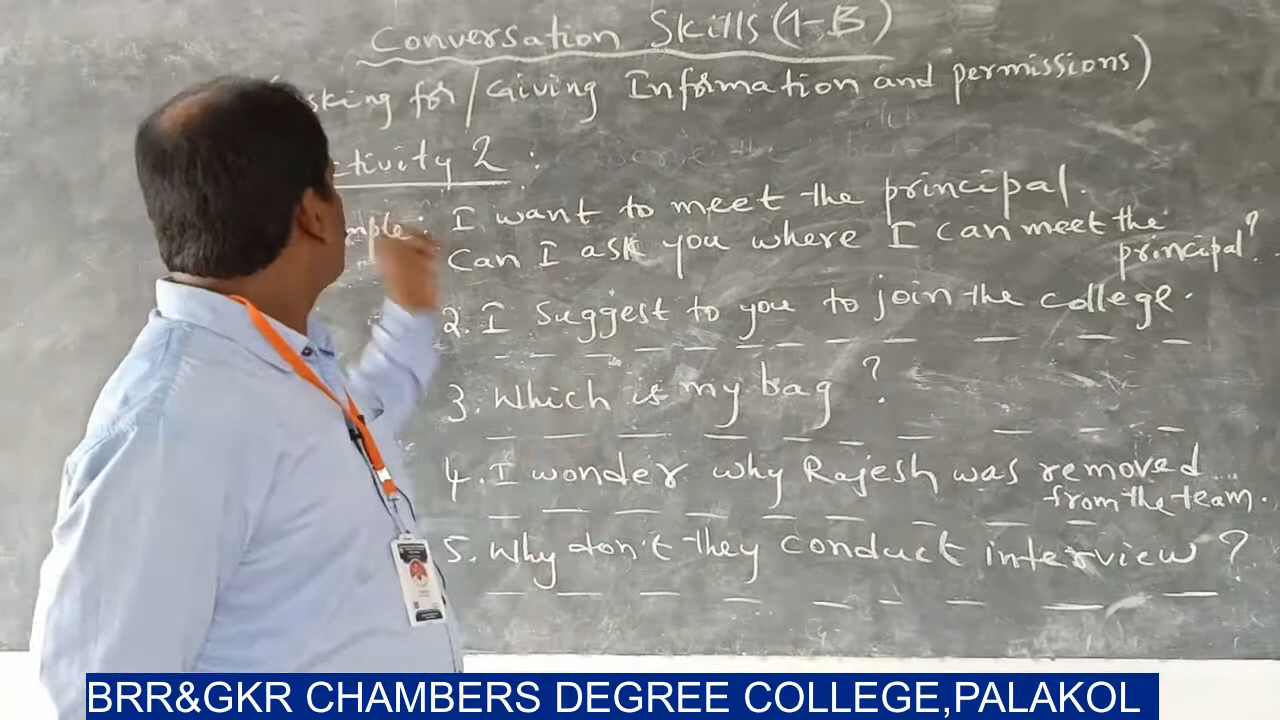 Conversation Skills (1-B)
sking for/Giving Information and permissions)
ctivity 2 :
mple : I want to meet the principal.
Can I ask you where I can meet the principal?
2. I suggest to you to join the college.
3. Which is my bag ?
4. I wonder why Rajesh was removed from the team.
5. Why don't they conduct interview ?
BRR&GKR CHAMBERS DEGREE COLLEGE,PALAKOL